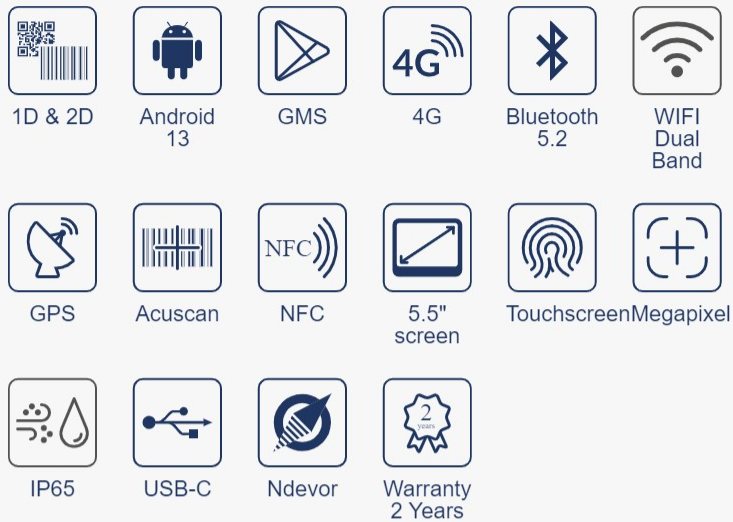 1D & 2D
Android
13
GMS
4G
4G
Bluetooth
5.2
WIFI
Dual
Band
GPS
Acuscan
NFC
NFC
5.5"
screen
Touchscreen
Megapixel
IP65
USB-C
Ndevor
2
years
Warranty
2 Years